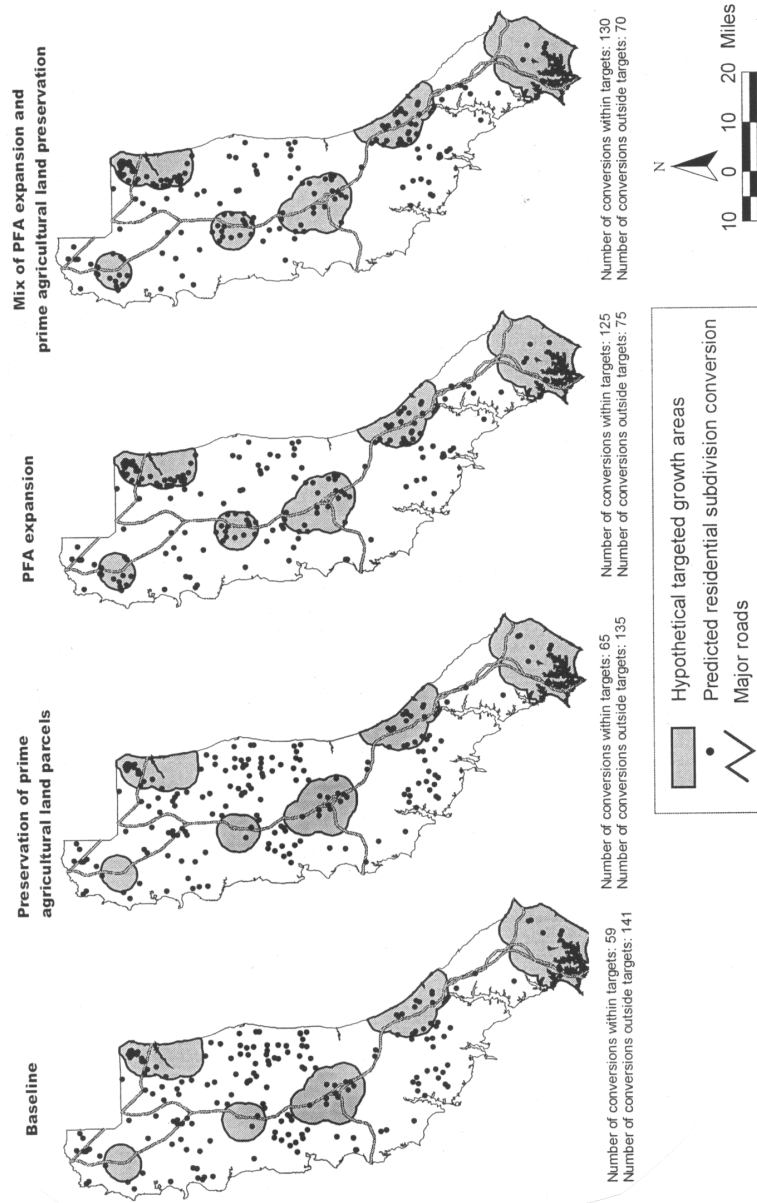 Baseline
Number of conversions within targets: 59
Number of conversions outside targets: 141
Preservation of prime
agricultural land parcels
Number of conversions within targets: 65
Number of conversions outside targets: 135
PFA expansion
Number of conversions within targets: 125
Number of conversions outside targets: 75
Mix of PFA expansion and
prime agricultural land preservation
Number of conversions within targets: 130
Number of conversions outside targets: 70
Hypothetical targeted growth areas
Predicted residential subdivision conversion
Major roads
N
10 0 10 20 Miles